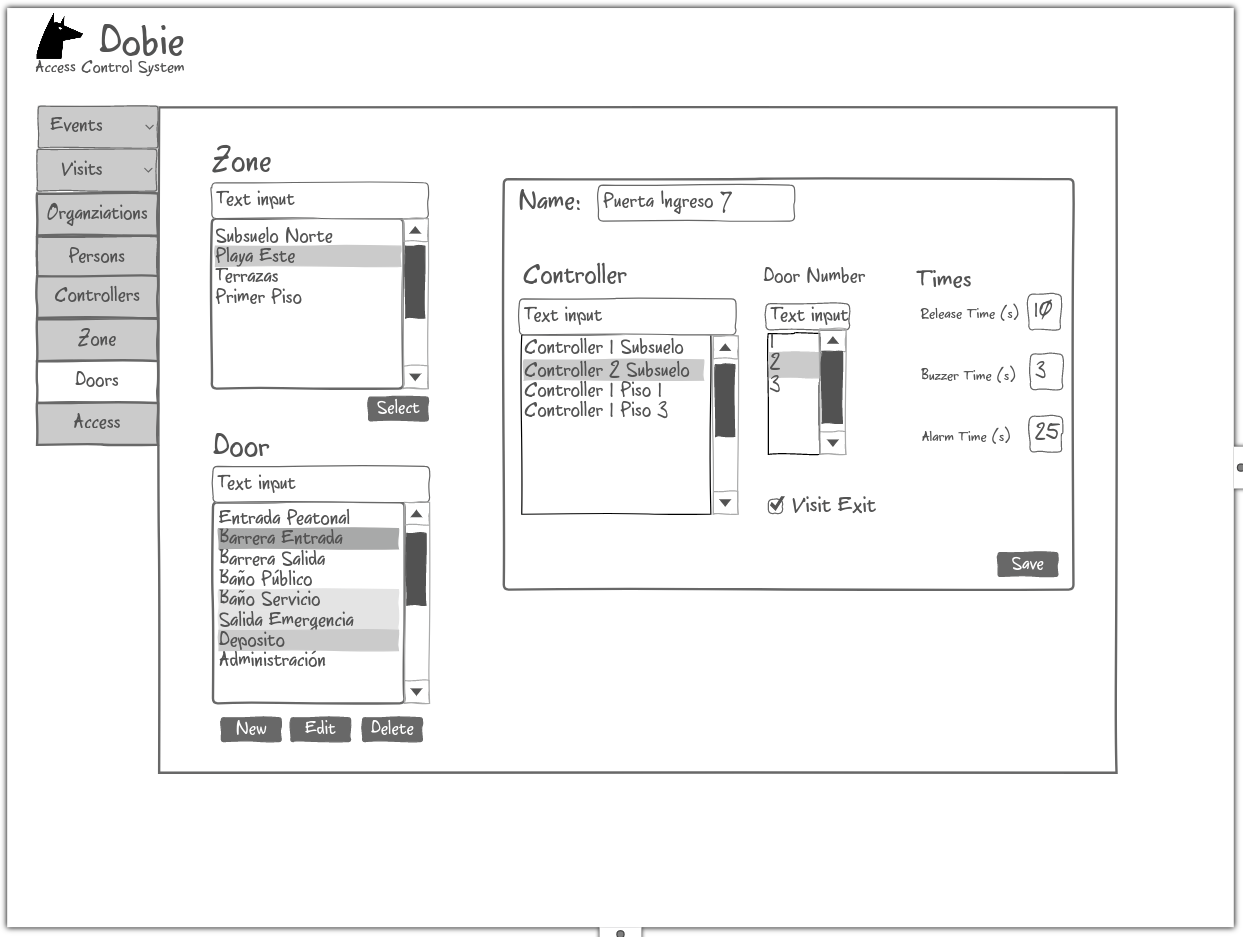 Dobie
Access Control System
Events
Visits
Organziations
Persons
Controllers
Zone
Doors
Access
Zone
Text input
Subsuelo Norte
Playa Este
Terrazas
Primer Piso
Select
Door
Text input
Entrada Peatonal
Barrera Entrada
Barrera Salida
Baño Público
Baño Servicio
Salida Emergencia
Deposito
Administración
New Edit Delete
Name: Puerta Ingreso 7
Controller
Text input
Controller 1 Subsuelo
Controller 2 Subsuelo
Controller 1 Piso 1
Controller 1 Piso 3
Door Number
Text input
1
2
3
Visit Exit
Times
Release Time (s) 10
Buzzer Time (s) 3
Alarm Time (s) 25
Save